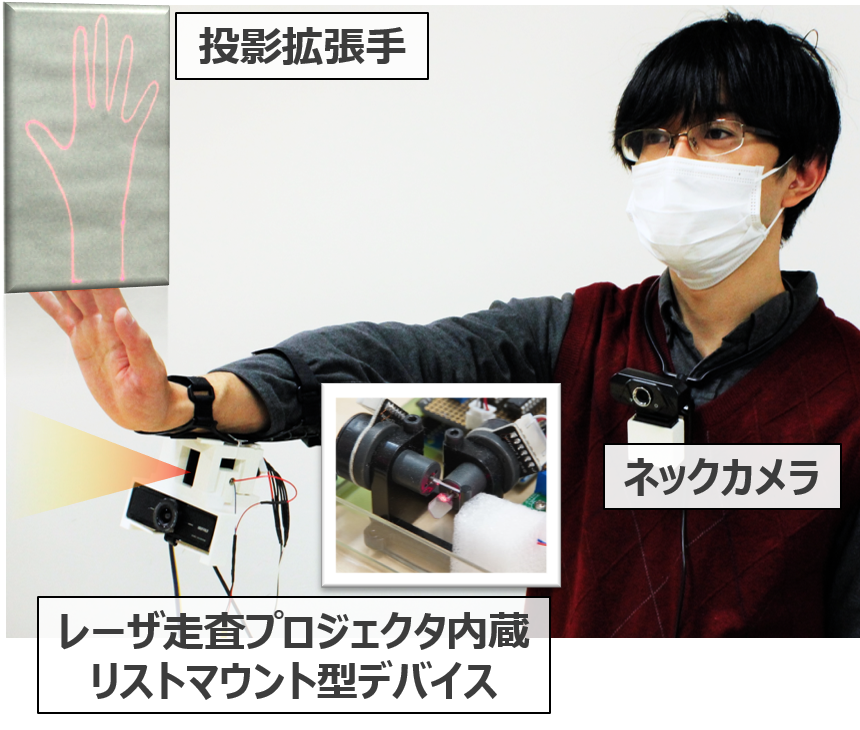 投影拡張手
ネックカメラ
レーザ走査プロジェクタ内蔵
リストマウント型デバイス